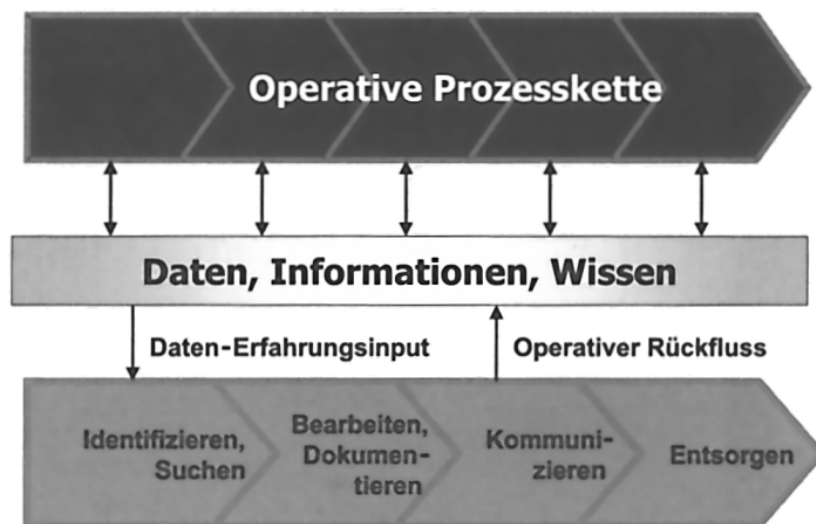 Operative Prozesskette
Daten, Informationen, Wissen
Daten-Erfahrungsinput
Operativer Rückfluss
Identifizieren,
Suchen
Bearbeiten,
Dokumen-
tieren
Kommuni-
zieren
Entsorgen